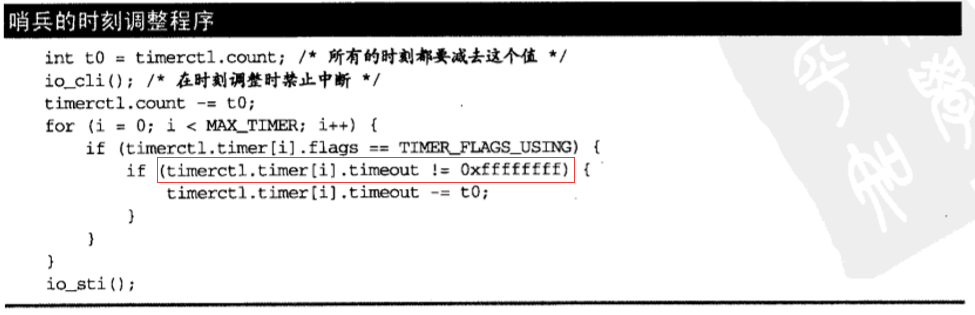 哨兵的时刻调整程序
int t0 = timerctl.count; /* 所有的时刻都要减去这个值 */
io_cli(); /* 在时刻调整时禁止中断 */
timerctl.count -= t0;
for (i = 0; i < MAX_TIMER; i++) {
if (timerctl.timer[i].flags == TIMER_FLAGS_USING) {
if (timerctl.timer[i].timeout != 0xffffffff) {
timerctl.timer[i].timeout -= t0;
}
}
}
io_sti();